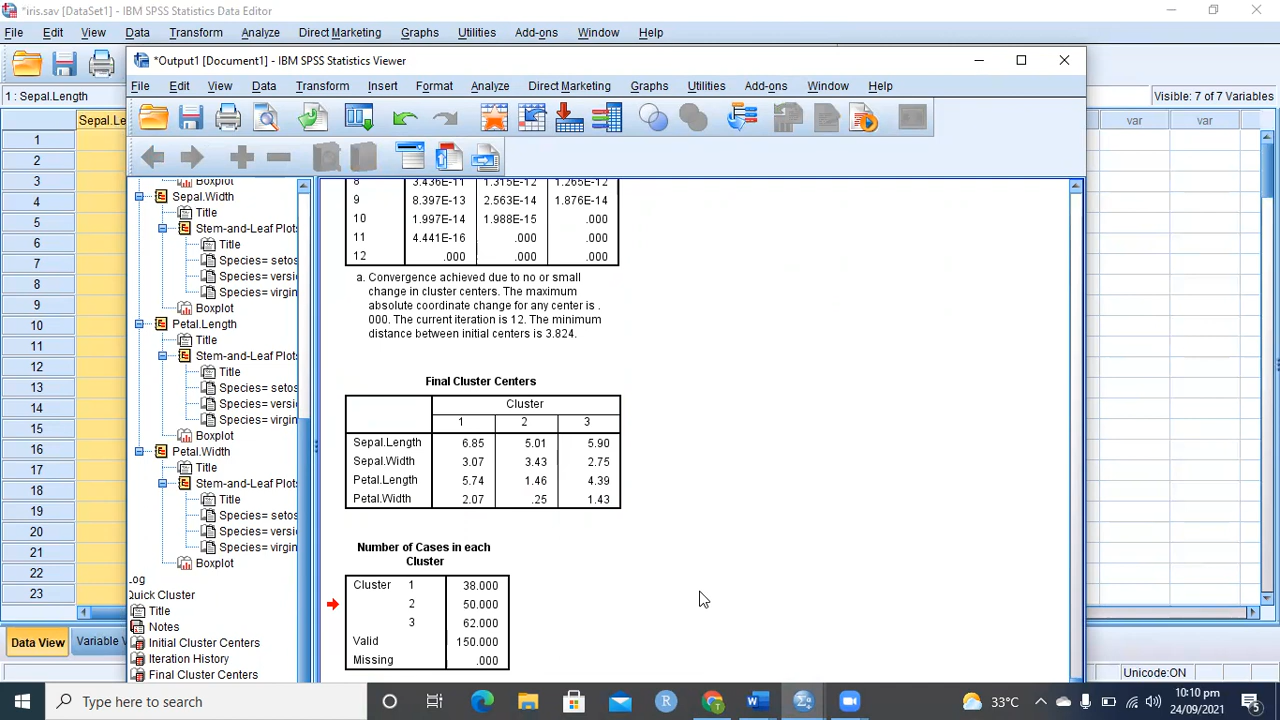 *iris.sav [DataSet1] - IBM SPSS Statistics Data Editor
File Edit View Data Transform Analyze Direct Marketing Graphs Utilities Add-ons Window Help
*Output1 [Document1] - IBM SPSS Statistics Viewer
File Edit View Data Transform Insert Format Analyze Direct Marketing Graphs Utilities Add-ons Window Help
1 : Sepal.Length
Visible: 7 of 7 Variables
Sepal.Le
var var
1
2
3
4
5
6
7
8
9
10
11
12
13
14
15
16
17
18
19
20
21
22
23
Data View Variable V
Unicode:ON
Boxplot
Sepal.Width
Title
Stem-and-Leaf Plots
Title
Species= setos
Species= versi
Species= virgin
Boxplot
Petal.Length
Title
Stem-and-Leaf Plots
Title
Species= setos
Species= versi
Species= virgin
Boxplot
Petal.Width
Title
Stem-and-Leaf Plots
Title
Species= setos
Species= versi
Species= virgin
Boxplot
Log
Quick Cluster
Title
Notes
Initial Cluster Centers
Iteration History
Final Cluster Centers
8 3.436E-11 1.315E-12 1.265E-12
9 8.397E-13 2.563E-14 1.876E-14
10 1.997E-14 1.988E-15 .000
11 4.441E-16 .000 .000
12 .000 .000 .000
a. Convergence achieved due to no or small
change in cluster centers. The maximum
absolute coordinate change for any center is .
000. The current iteration is 12. The minimum
distance between initial centers is 3.824.
Final Cluster Centers
Cluster
1 2 3
Sepal.Length 6.85 5.01 5.90
Sepal.Width 3.07 3.43 2.75
Petal.Length 5.74 1.46 4.39
Petal.Width 2.07 .25 1.43
Number of Cases in each
Cluster
Cluster 1 38.000
2 50.000
3 62.000
Valid 150.000
Missing .000
Type here to search
33°C
10:10 pm
24/09/2021
5